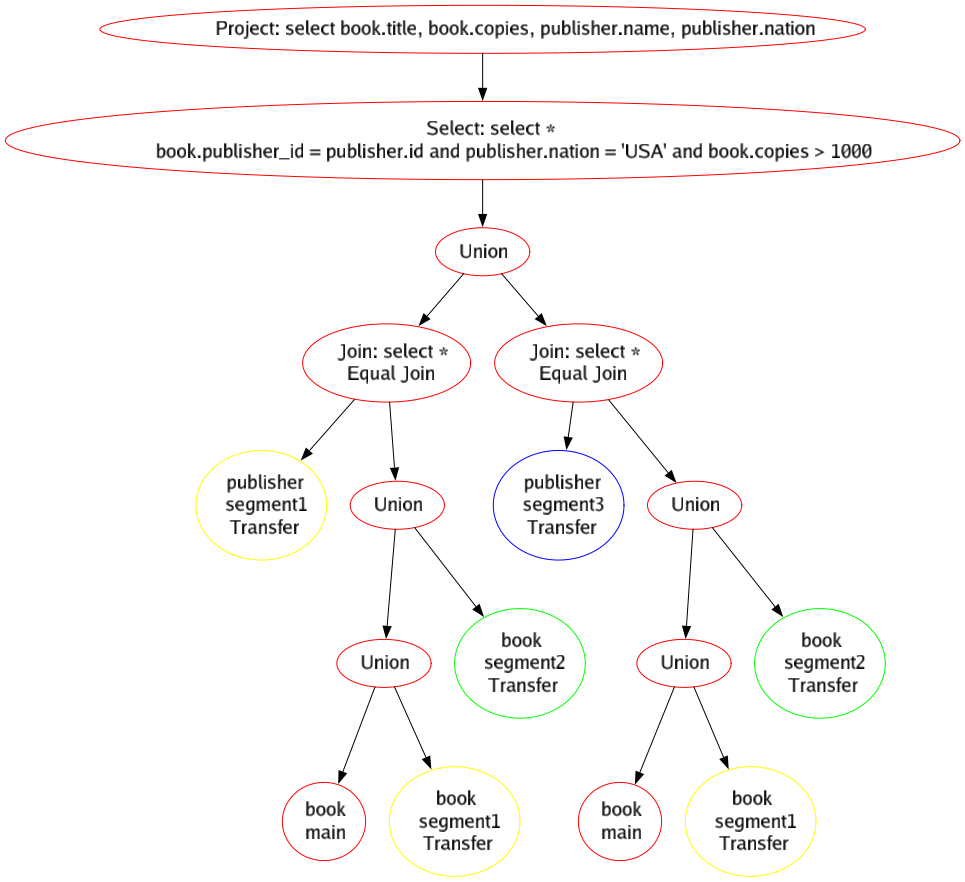 Project: select book.title, book.copies, publisher.name, publisher.nation
Select: select *
book.publisher_id = publisher.id and publisher.nation = 'USA' and book.copies > 1000
Union
Join: select *
Equal Join
Join: select *
Equal Join
publisher
segment1
Transfer
Union
publisher
segment3
Transfer
Union
Union
book
segment2
Transfer
Union
book
segment2
Transfer
book
main
book
segment1
Transfer
book
main
book
segment1
Transfer